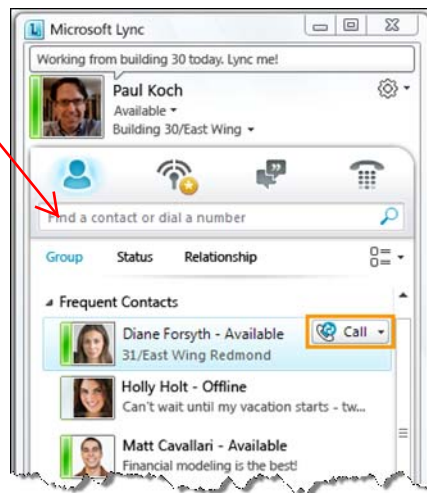 Microsoft Lync
Working from building 30 today. Lync me!
Paul Koch
Available
Building 30/East Wing
Find a contact or dial a number
Group Status Relationship
Frequent Contacts
Diane Forsyth - Available Call
31/East Wing Redmond
Holly Holt - Offline
Can't wait until my vacation starts - tw...
Matt Cavallari - Available
Financial modeling is the best!